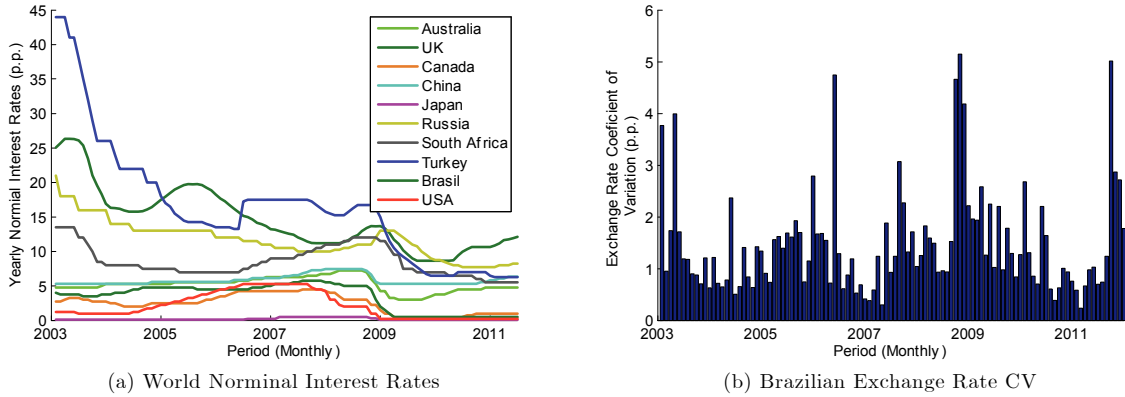 Yearly Normial Interest Rates (p.p.)
45
40
35
30
25
20
15
10
5
0
2003
2005
2007
2009
2011
Period (Monthly)
Australia
UK
Canada
China
Japan
Russia
South Africa
Turkey
Brasil
USA
(a) World Norminal Interest Rates
Exchange Rate Coeficient of
Variation (p.p.)
6
5
4
3
2
1
0
2003
2005
2007
2009
2011
Period (Monthly)
(b) Brazilian Exchange Rate CV